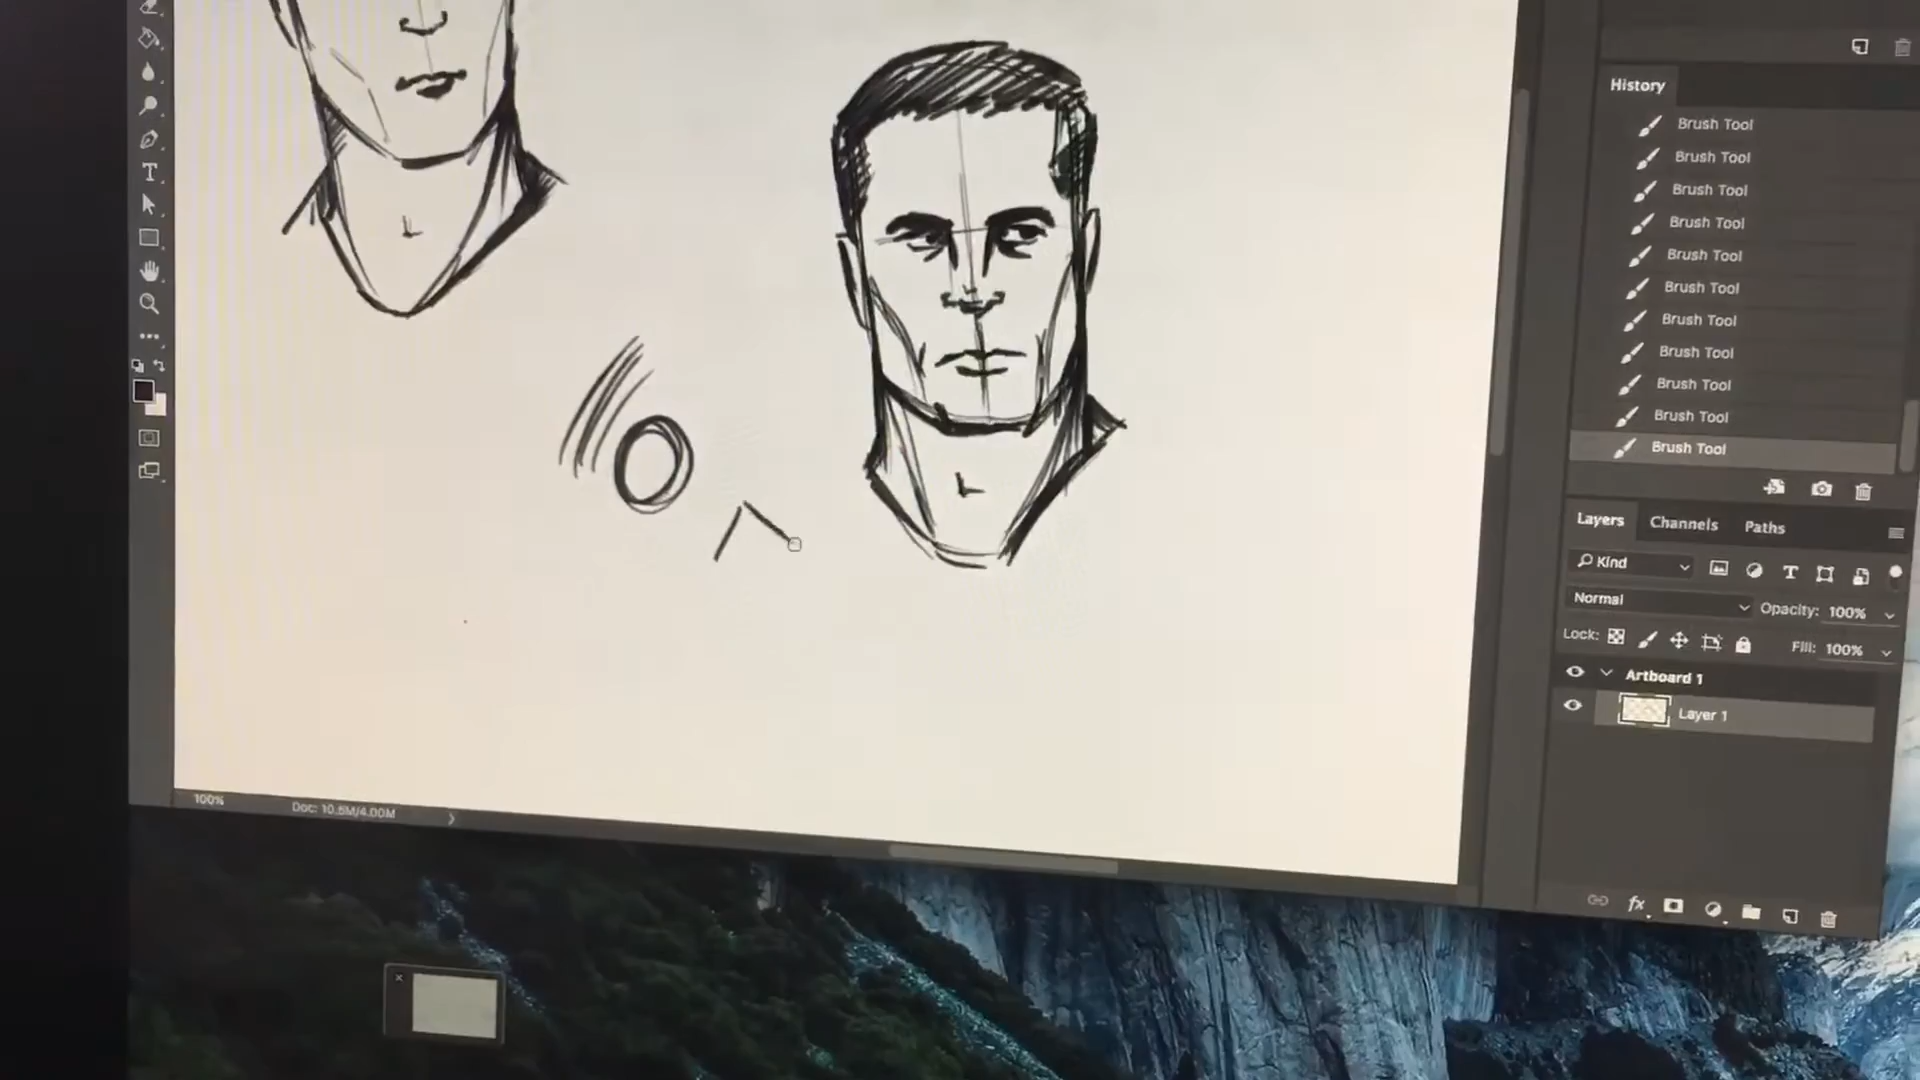 History
Brush Tool
Brush Tool
Brush Tool
Brush Tool
Brush Tool
Brush Tool
Brush Tool
Brush Tool
Brush Tool
Brush Tool
Brush Tool
Layers Channels Paths
Kind
Normal Opacity: 100%
Lock: Fill: 100%
Artboard 1
Layer 1
fx
100% Doc: 10.5M/4.00M